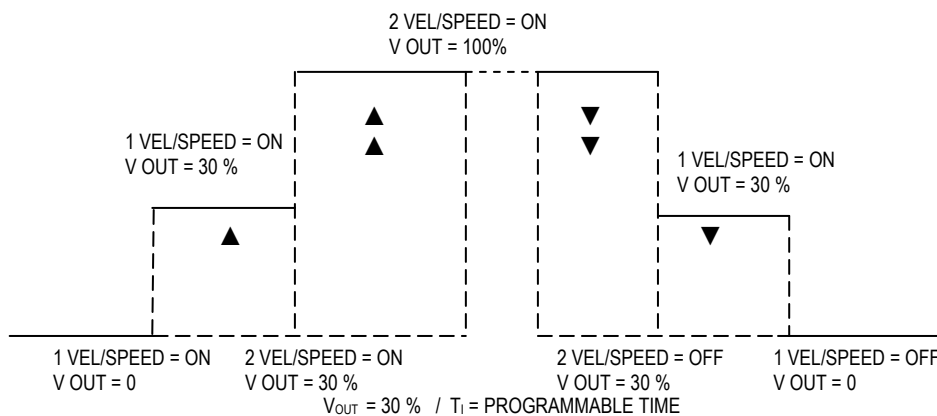 2 VEL/SPEED = ON
V OUT = 100%
1 VEL/SPEED = ON
V OUT = 30 %
1 VEL/SPEED = ON
V OUT = 30 %
1 VEL/SPEED = ON
V OUT = 0
2 VEL/SPEED = ON
V OUT = 30 %
2 VEL/SPEED = OFF
V OUT = 30 %
1 VEL/SPEED = OFF
V OUT = 0
VOUT = 30 % / TI = PROGRAMMABLE TIME